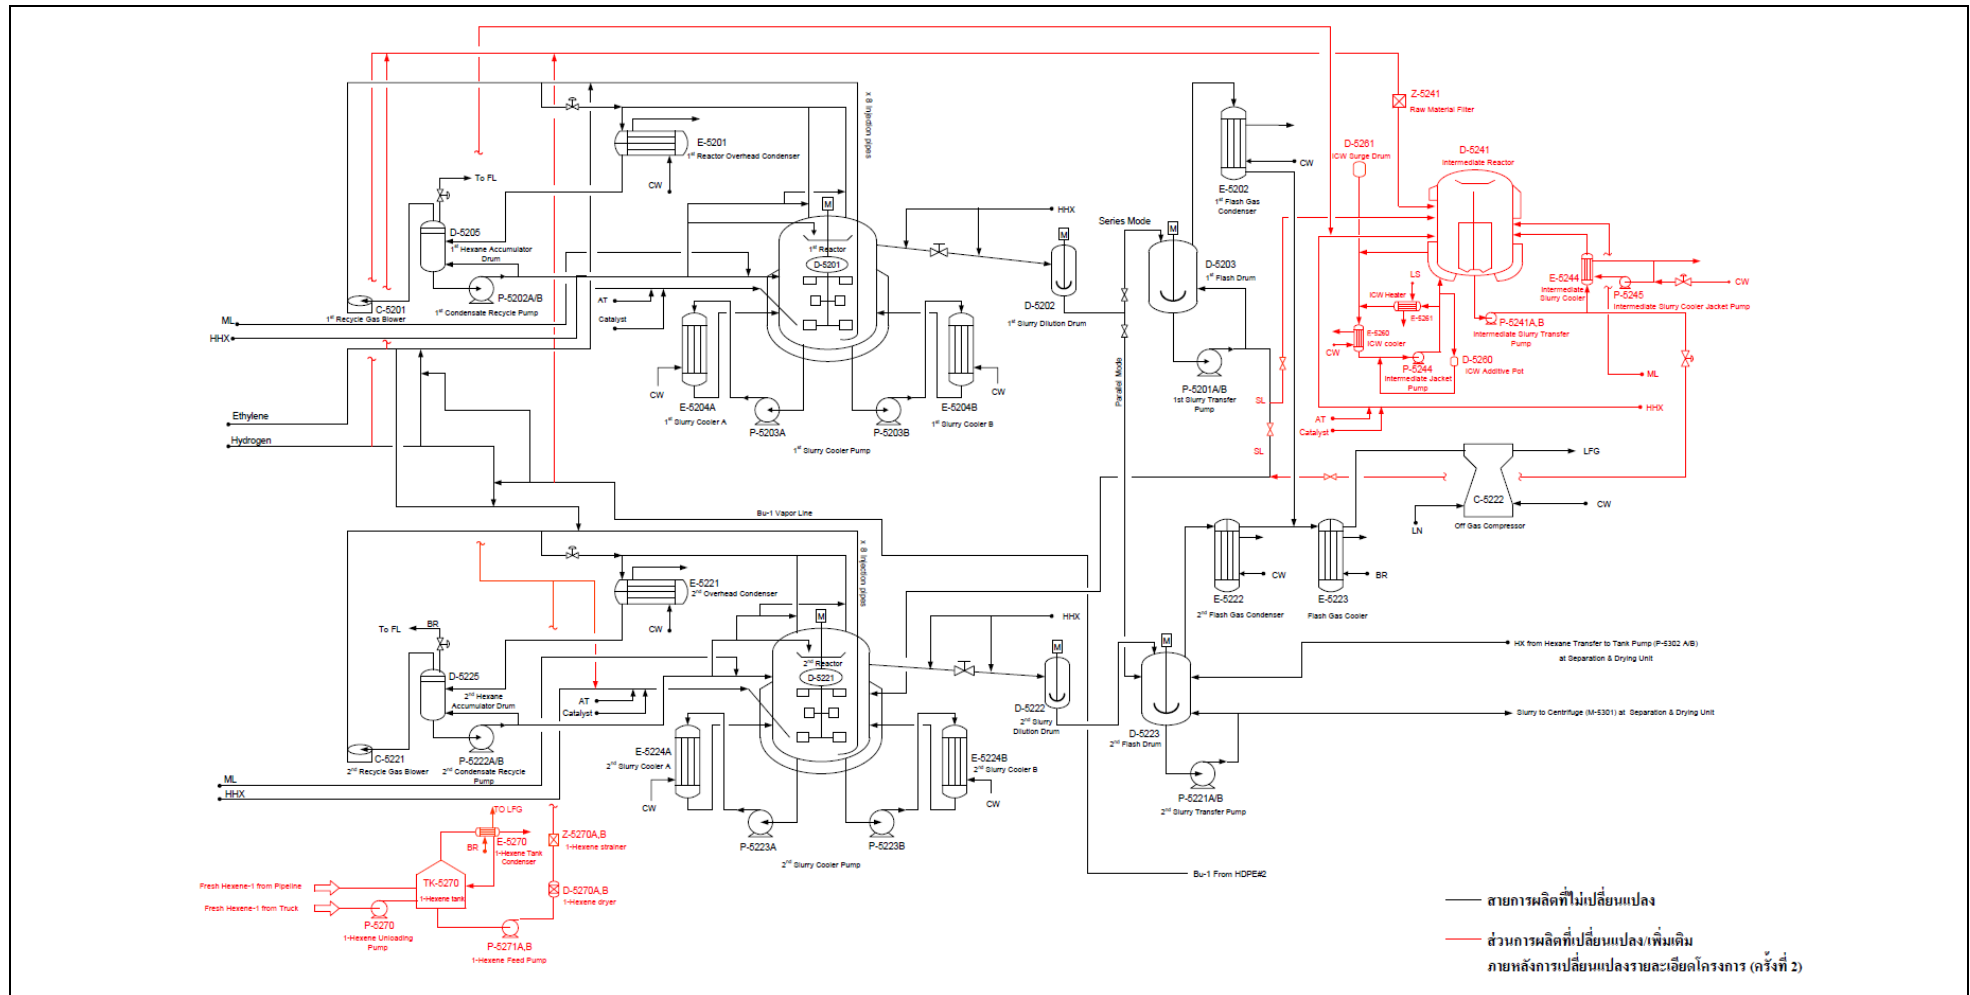 Z-5241
Raw Material Filter
x 8 Injection pipes
E-5201
1st Reactor Overhead Condenser
CW
To FL
D-5205
1st Hexane Accumulator
Drum
P-5202A/B
1st Condensate Recycle Pump
C-5201
1st Recycle Gas Blower
ML
HHX
AT
Catalyst
M
1st Reactor
D-5201
E-5204A
1st Slurry Cooler A
CW
P-5203A
P-5203B
1st Slurry Cooler Pump
E-5204B
1st Slurry Cooler B
CW
HHX
M
D-5202
1st Slurry Dilution Drum
Series Mode
Parallel Mode
M
D-5203
1st Flash Drum
P-5201A/B
1st Slurry Transfer
Pump
E-5202
1st Flash Gas
Condenser
CW
SL
SL
D-5261
ICW Surge Drum
D-5241
Intermediate Reactor
LS
ICW Heater
E-5261
E-5260
ICW cooler
CW
P-5244
Intermediate Jacket
Pump
D-5260
ICW Additive Pot
P-5241A,B
Intermediate Slurry Transfer
Pump
E-5244
Intermediate
Slurry Cooler
P-5245
Intermediate Slurry Cooler Jacket Pump
CW
ML
HHX
AT
Catalyst
Ethylene
Hydrogen
Bu-1 Vapor Line
LFG
C-5222
Off Gas Compressor
CW
LN
E-5222
2nd Flash Gas Condenser
CW
E-5223
Flash Gas Cooler
BR
x 8 Injection pipes
E-5221
2nd Overhead Condenser
CW
To FL
BR
D-5225
2nd Hexane
Accumulator Drum
P-5222A/B
2nd Condensate Recycle
Pump
C-5221
2nd Recycle Gas Blower
ML
HHX
AT
Catalyst
M
2nd Reactor
D-5221
E-5224A
2nd Slurry Cooler A
CW
P-5223A
P-5223B
2nd Slurry Cooler Pump
E-5224B
2nd Slurry Cooler B
CW
HHX
M
D-5222
2nd Slurry
Dilution Drum
M
D-5223
2nd Flash Drum
P-5221A/B
2nd Slurry Transfer Pump
HX from Hexane Transfer to Tank Pump (P-5302 A/B)
at Separation & Drying Unit
Slurry to Centrifuge (M-5301) at Separation & Drying Unit
Bu-1 From HDPE#2
TO LFG
E-5270
1-Hexene Tank
Condenser
BR
TK-5270
1-Hexene tank
Fresh Hexene-1 from Pipeline
Fresh Hexene-1 from Truck
P-5270
1-Hexene Unloading
Pump
P-5271A,B
1-Hexene Feed Pump
Z-5270A,B
1-Hexene strainer
D-5270A,B
1-Hexene dryer
สายการผลิตที่ไม่เปลี่ยนแปลง
ส่วนการผลิตที่เปลี่ยนแปลง/เพิ่มเติม
ภายหลังการเปลี่ยนแปลงรายละเอียดโครงการ (ครั้งที่ 2)